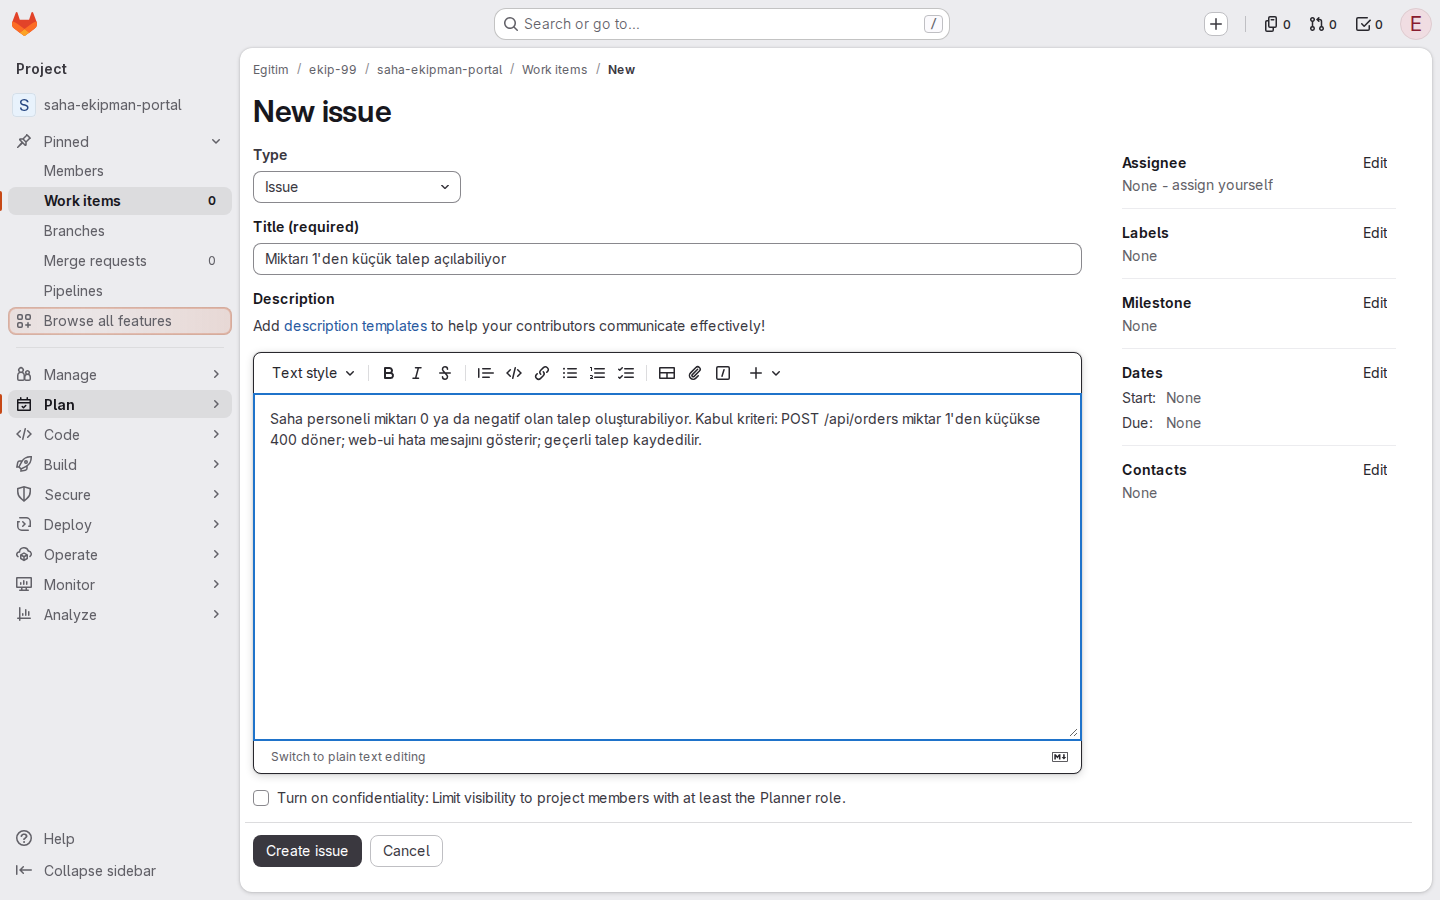 Search or go to...
/
0
0
0
E
Project
S
saha-ekipman-portal
Pinned
Members
Work items
0
Branches
Merge requests
0
Pipelines
Browse all features
Manage
Plan
Code
Build
Secure
Deploy
Operate
Monitor
Analyze
Help
Collapse sidebar
Egitim / ekip-99 / saha-ekipman-portal / Work items / New
New issue
Type
Issue
Title (required)
Miktarı 1'den küçük talep açılabiliyor
Description
Add description templates to help your contributors communicate effectively!
Text style
Saha personeli miktarı 0 ya da negatif olan talep oluşturabiliyor. Kabul kriteri: POST /api/orders miktar 1'den küçükse
400 döner; web-ui hata mesajını gösterir; geçerli talep kaydedilir.
Switch to plain text editing
Turn on confidentiality: Limit visibility to project members with at least the Planner role.
Create issue
Cancel
Assignee
Edit
None - assign yourself
Labels
Edit
None
Milestone
Edit
None
Dates
Edit
Start: None
Due: None
Contacts
Edit
None